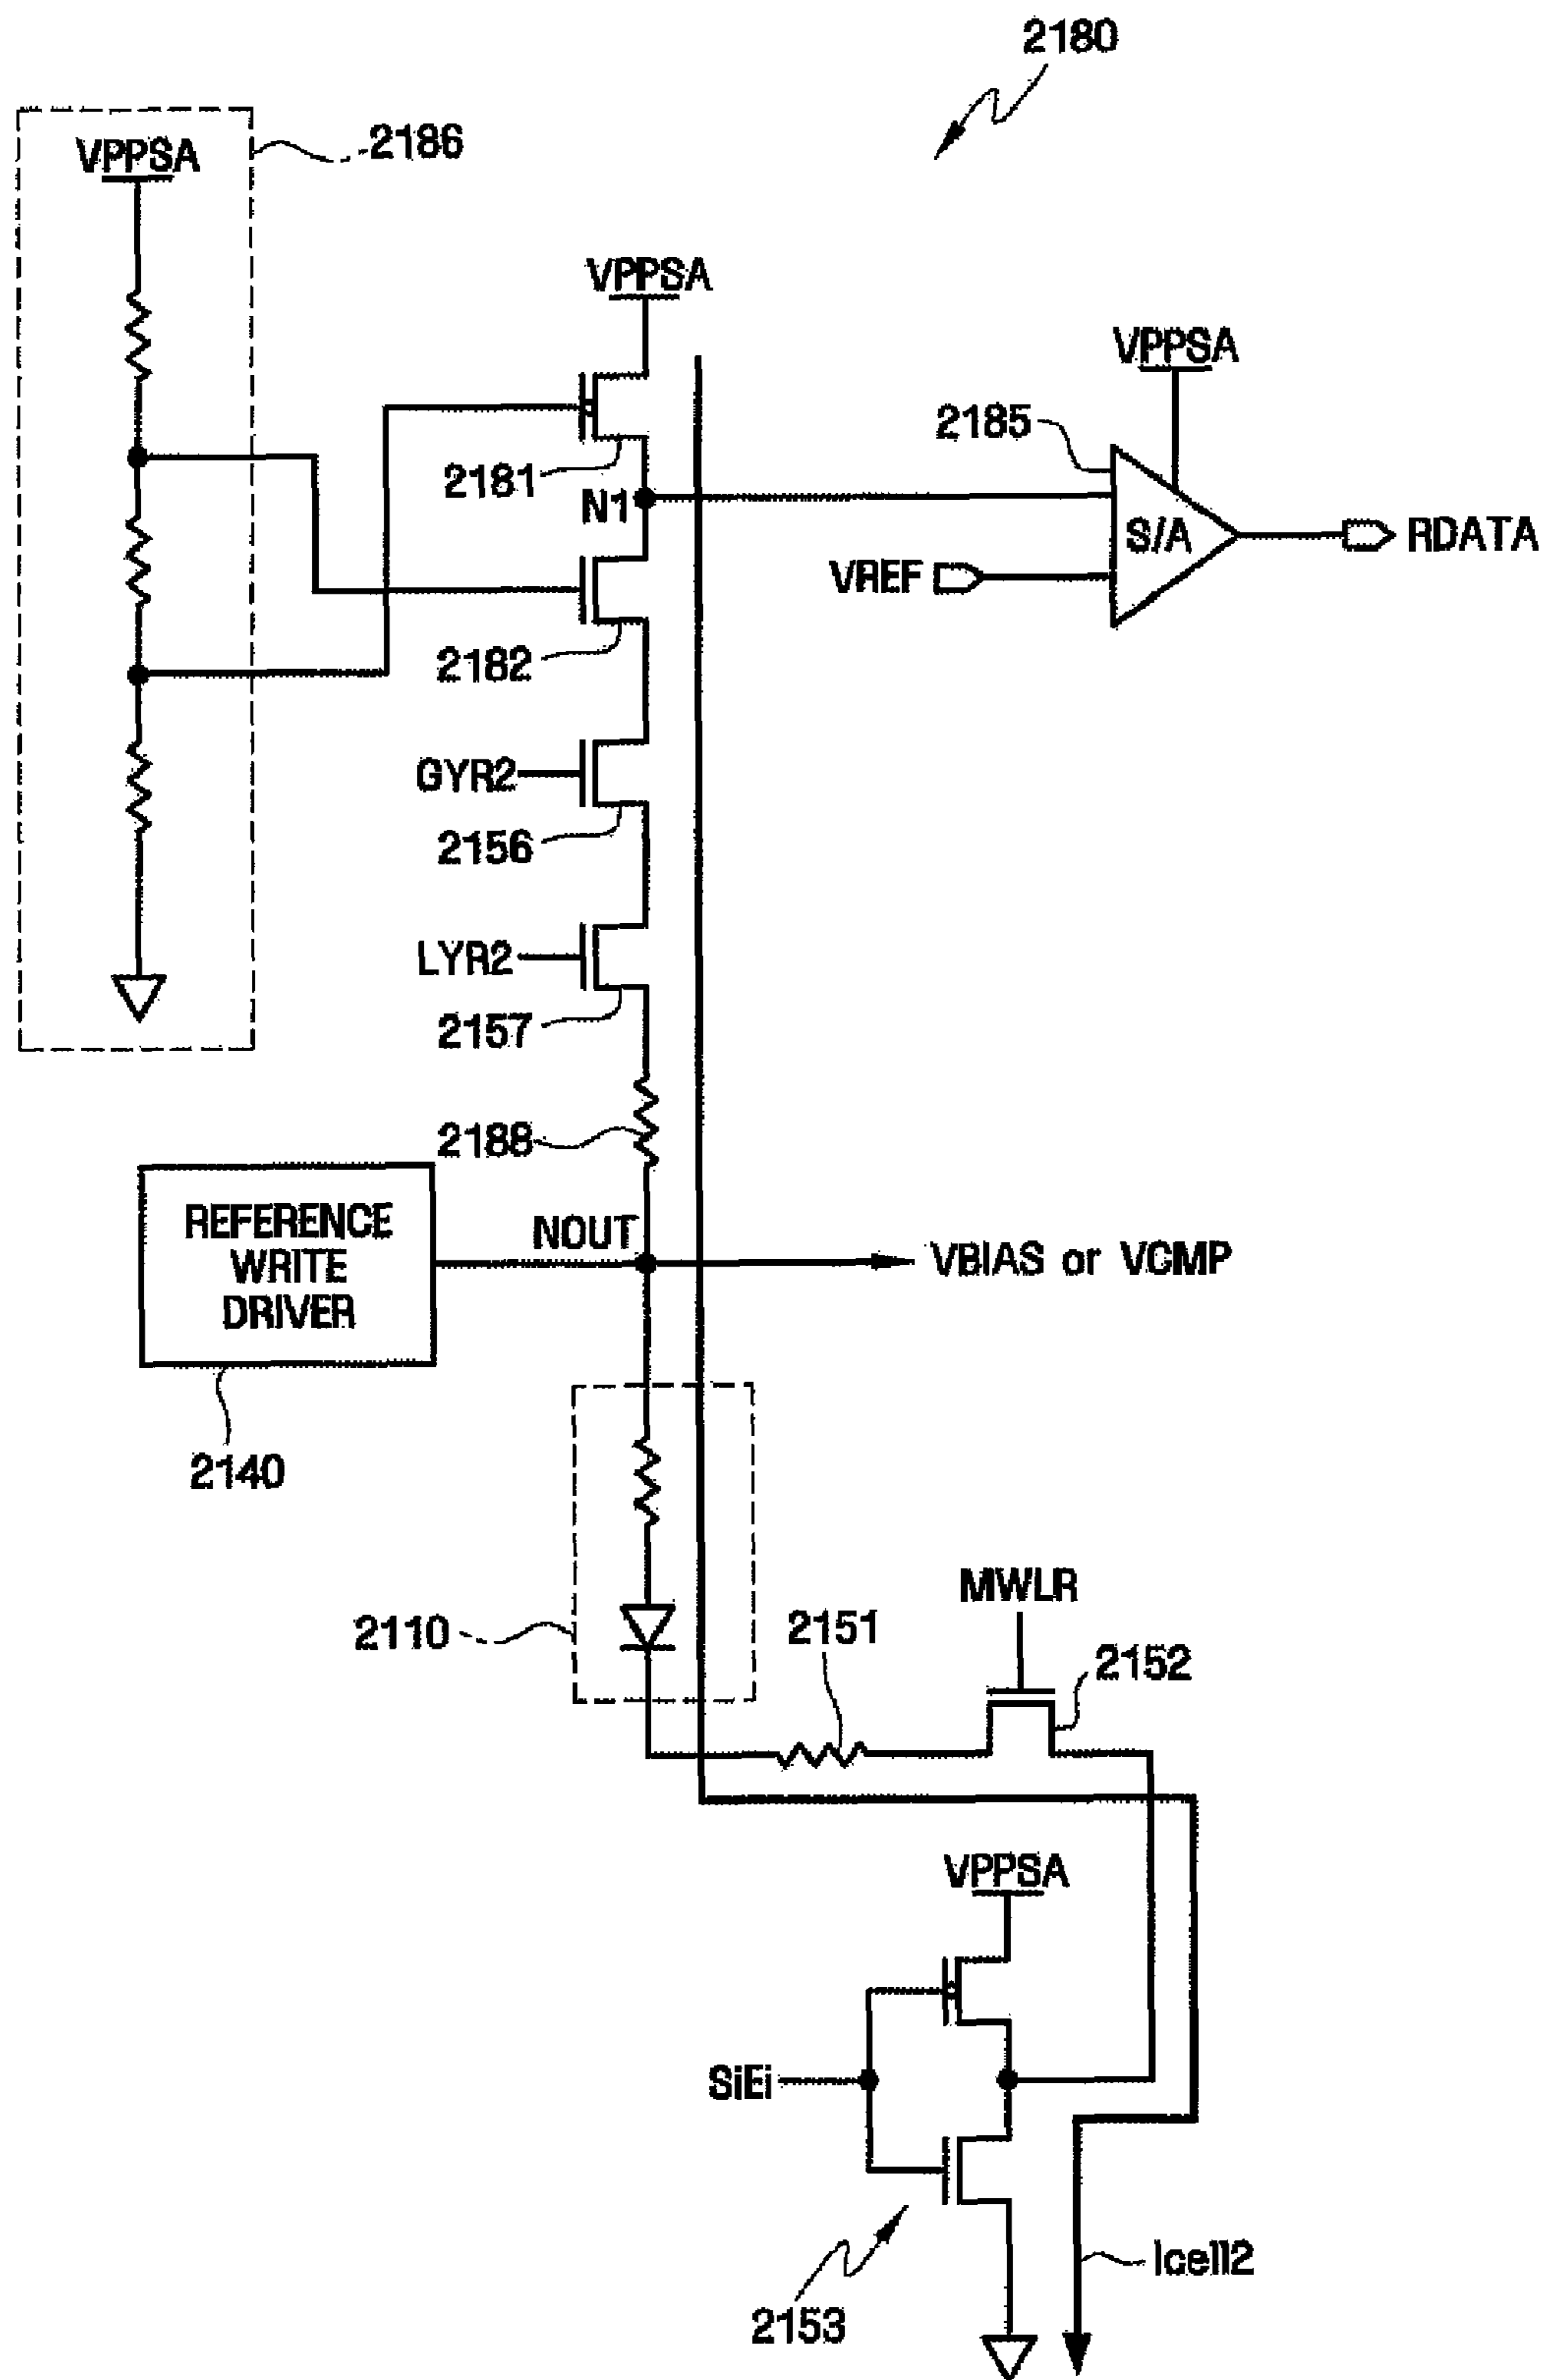 2180
VPPSA
2186
VPPSA
VPPSA
2185
2181
N1
S/A
RDATA
VREF
2182
GYR2
2156
LYR2
2157
2188
REFERENCE
WRITE
DRIVER
NOUT
VBIAS or VCMP
2140
MWLR
2110
2151
2152
VPPSA
SiEi
Icell2
2153